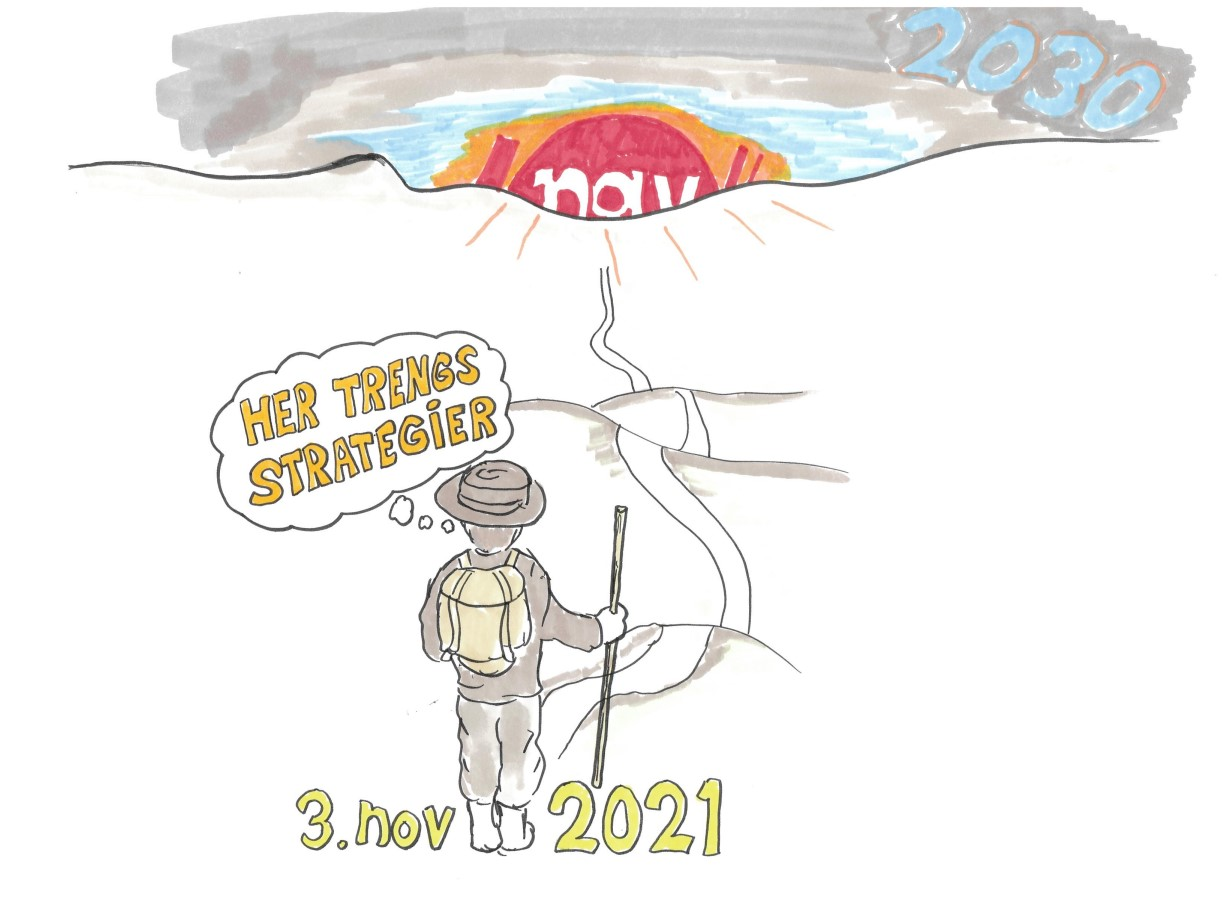 2030
nav
HER TRENGS
STRATEGiER
3. nov 2021